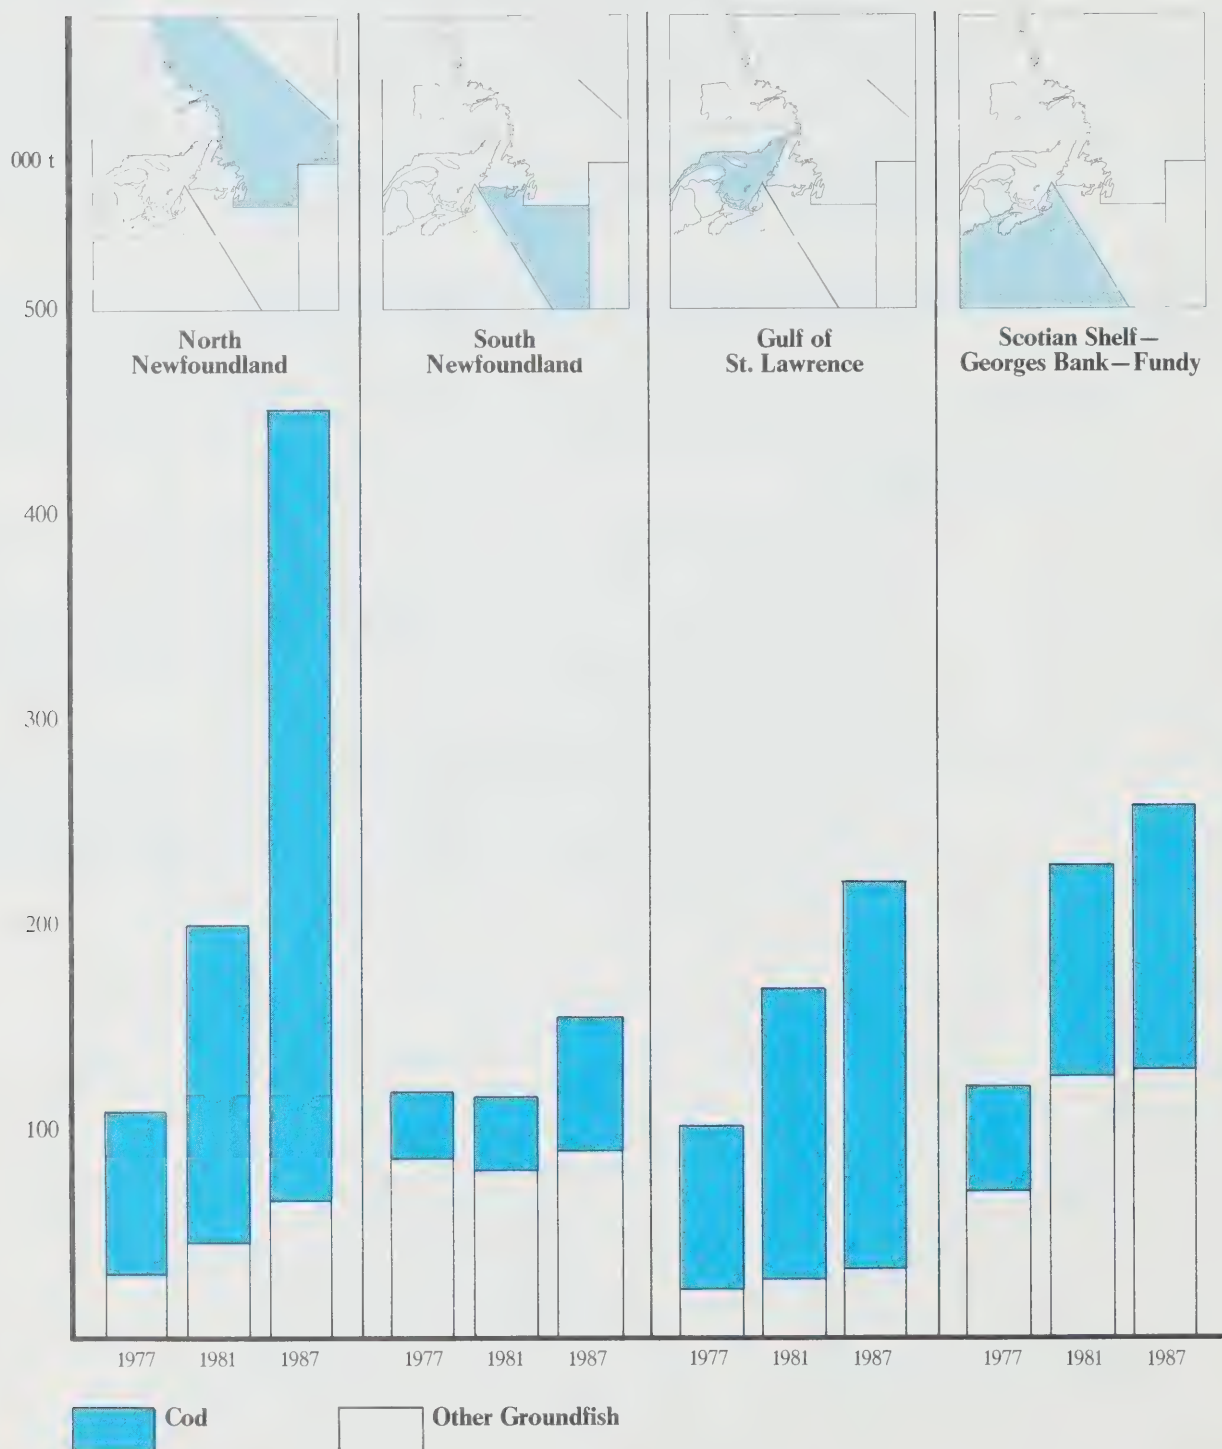 000 t
500
400
300
200
100
North
Newfoundland
South
Newfoundland
Gulf of
St. Lawrence
Scotian Shelf—
Georges Bank—Fundy
1977 1981 1987
1977 1981 1987
1977 1981 1987
1977 1981 1987
Cod
Other Groundfish